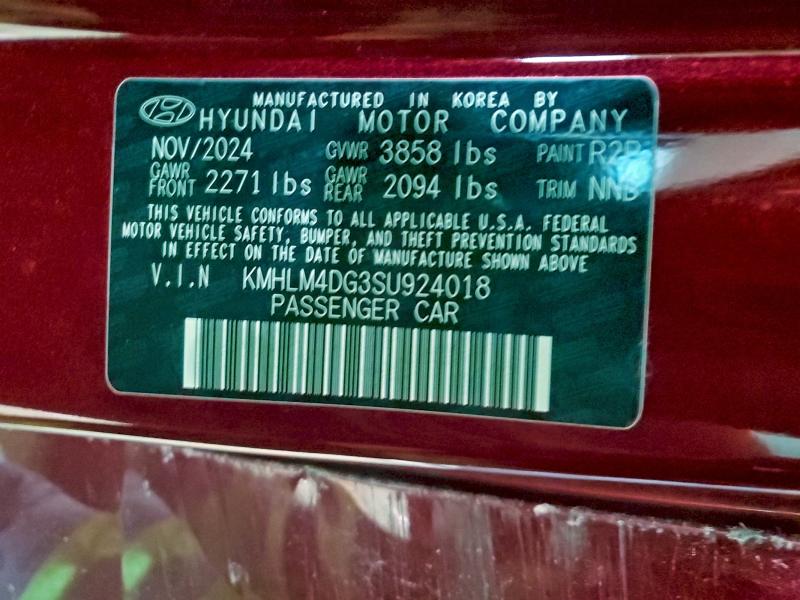 MANUFACTURED IN KOREA BY
HYUNDAI MOTOR COMPANY
NOV/2024 GVWR 3858 lbs PAINT
GAWR FRONT 2271 lbs GAWR REAR 2094 lbs TRIM
THIS VEHICLE CONFORMS TO ALL APPLICABLE U.S.A. FEDERAL
MOTOR VEHICLE SAFETY, BUMPER, AND THEFT PREVENTION STANDARDS
IN EFFECT ON THE DATE OF MANUFACTURE SHOWN ABOVE
V.I.N KMHLM4DG3SU924018
PASSENGER CAR